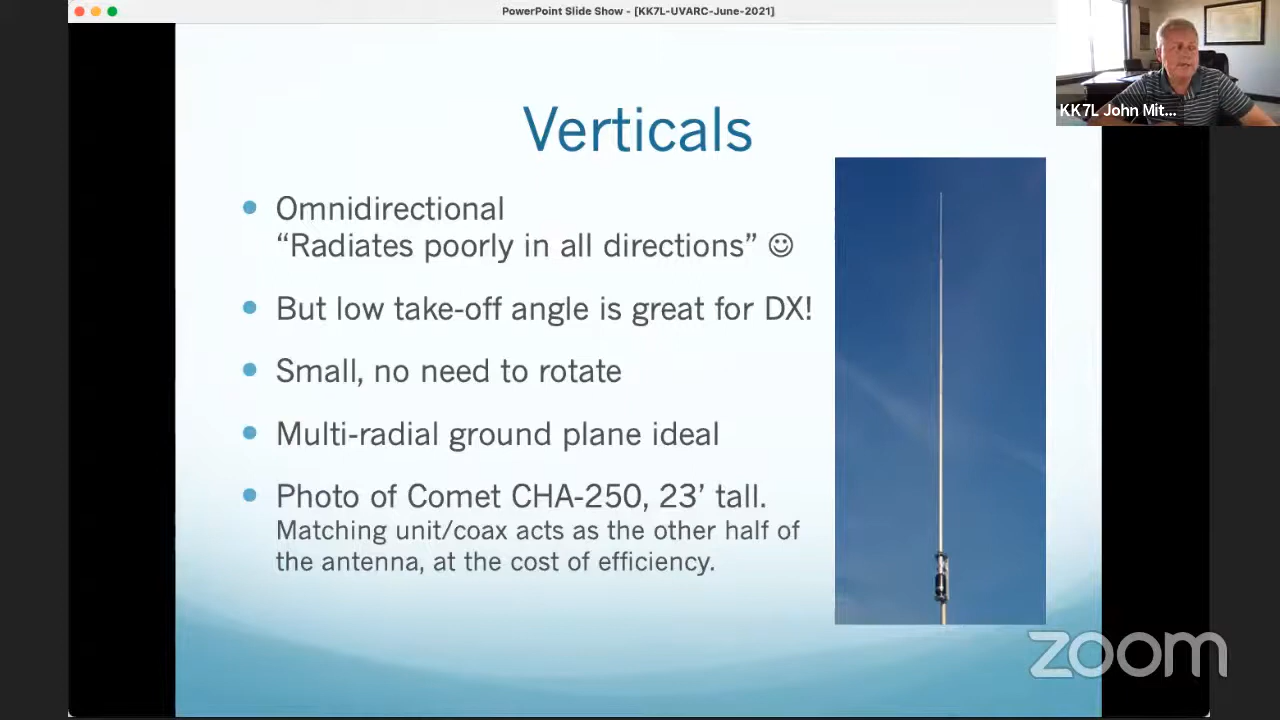 PowerPoint Slide Show - [KK7L-UVARC-June-2021]
KK7L John Mit...
Verticals
Omnidirectional
“Radiates poorly in all directions” ☺
But low take-off angle is great for DX!
Small, no need to rotate
Multi-radial ground plane ideal
Photo of Comet CHA-250, 23’ tall.
Matching unit/coax acts as the other half of
the antenna, at the cost of efficiency.
zoom